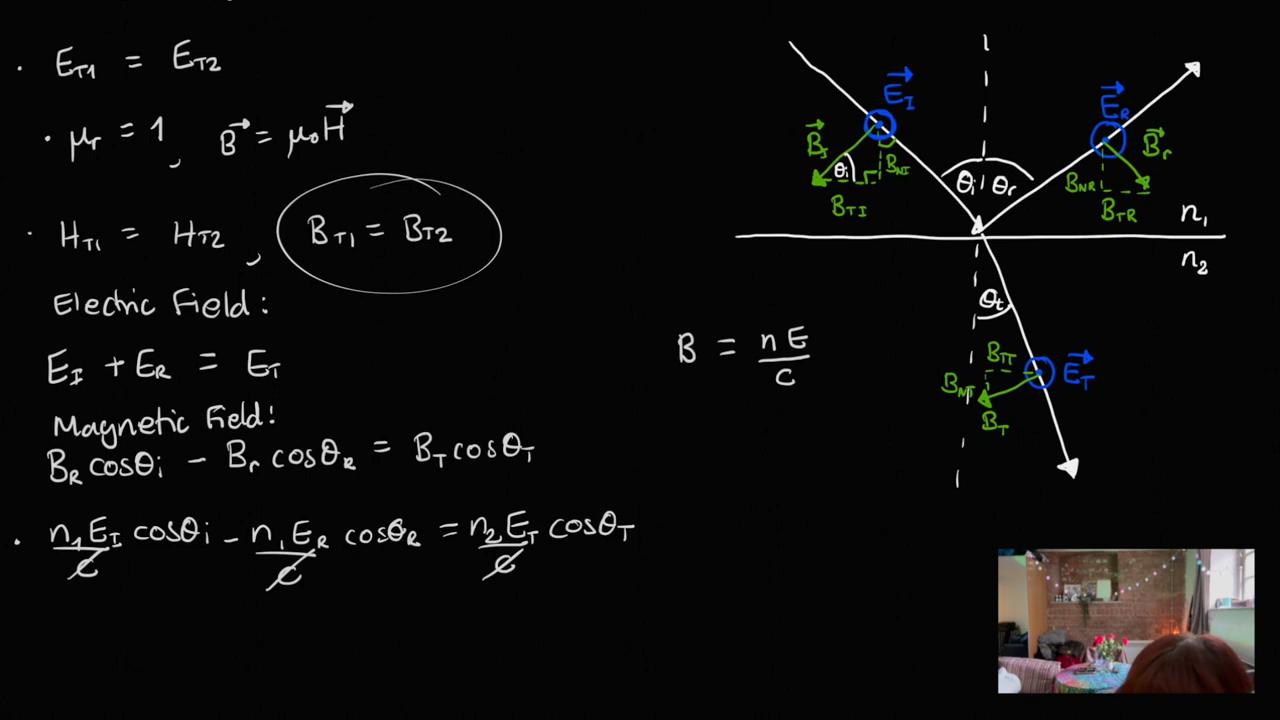 · E_T1 = E_T2
· μr = 1, B⃗ = μ₀H⃗
· H_T1 = H_T2, B_T1 = B_T2
Electric Field:
E_I + E_R = E_T
Magnetic Field:
B_R cosθi − B_r cosθ_R = B_T cosθ_T
· n₁E_I/c cosθi − n₁E_R/c cosθ_R = n₂E_T/c cosθ_T
B = nE/c
E⃗_I
E⃗_R
B⃗_I
θi
B_NI
B_TI
θi
θr
B⃗r
B_NR
B_TR
n₁
n₂
θt
B_TT
B_NT
E⃗_T
B_T